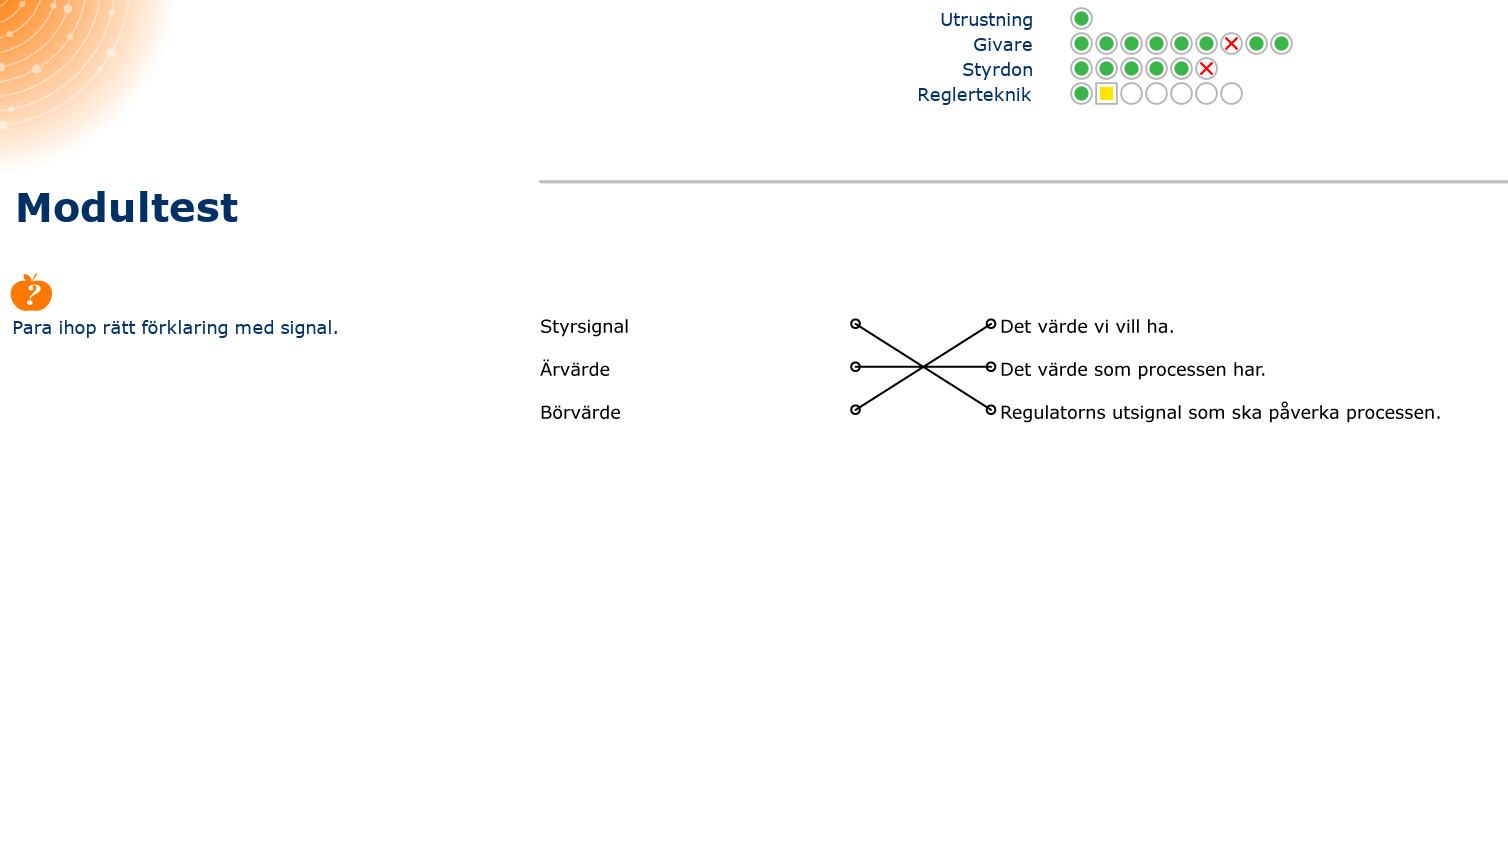 Utrustning
Givare
Styrdon
Reglerteknik
Modultest
?
Para ihop rätt förklaring med signal.
Styrsignal
Det värde vi vill ha.
Ärvärde
Det värde som processen har.
Börvärde
Regulatorns utsignal som ska påverka processen.